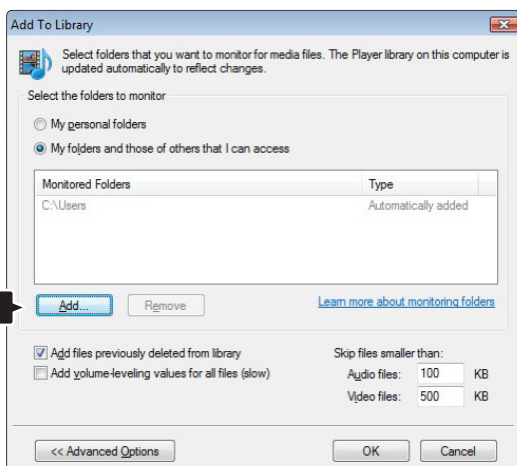 Add To Library
Select folders that you want to monitor for media files. The Player library on this computer is
updated automatically to reflect changes.
Select the folders to monitor
My personal folders
My folders and those of others that I can access
Monitored Folders Type
C:\Users Automatically added
Add... Remove Learn more about monitoring folders
Add files previously deleted from library Skip files smaller than:
Add volume-leveling values for all files (slow) Audio files: 100 KB
Video files: 500 KB
<< Advanced Options OK Cancel